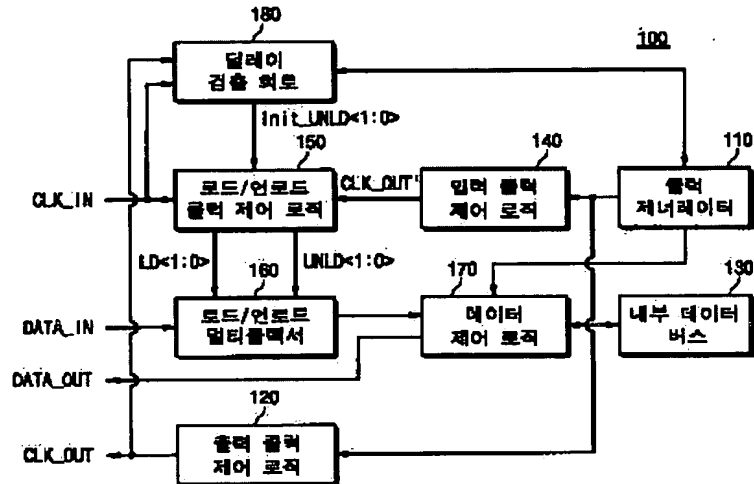 180
100
딜레이
검출 회로
Init_UNLD<1:0>
150
140
110
CLK_IN
로드/언로드
클럭 제어 로직
CLK_OUT'
입력 클럭
제어 로직
클럭
제너레이터
LD<1:0>
UNLD<1:0>
160
170
130
DATA_IN
로드/언로드
멀티플렉서
데이터
제어 로직
내부 데이터
버스
DATA_OUT
120
CLK_OUT
출력 클럭
제어 로직